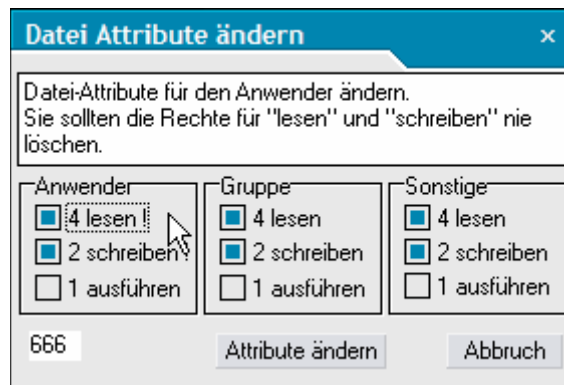 Datei Attribute ändern
Datei-Attribute für den Anwender ändern.
Sie sollten die Rechte für "lesen" und "schreiben" nie
löschen.
Anwender
4 lesen !
2 schreiben
1 ausführen
Gruppe
4 lesen
2 schreiben
1 ausführen
Sonstige
4 lesen
2 schreiben
1 ausführen
666
Attribute ändern
Abbruch